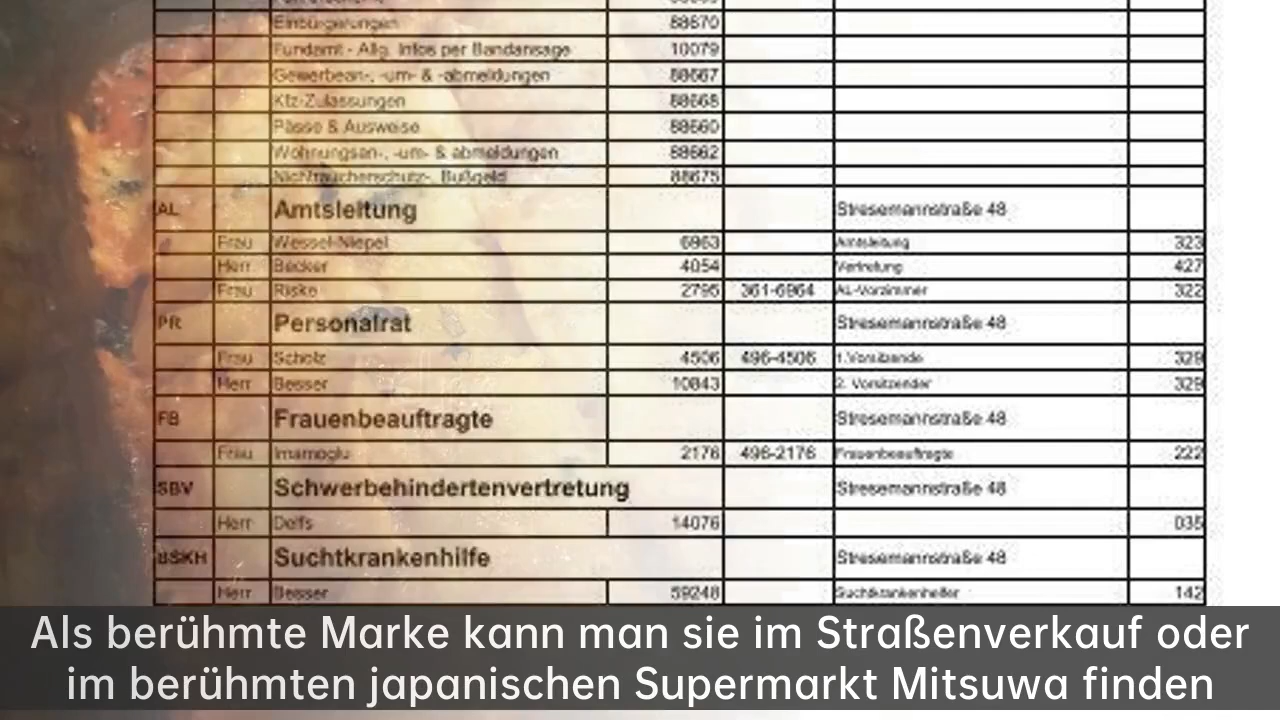 Einbürgerungen 88670
Fundamt - Allg. Infos per Bandansage 10079
Gewerbean-, -um- & -abmeldungen 88667
Kfz-Zulassungen 88668
Pässe & Ausweise 88660
Wohnungsan-, -um- & abmeldungen 88662
Nichtraucherschutz-, Bußgeld 88675
AL Amtsleitung Stresemannstraße 48
Frau Wessel-Niepel 6963 Amtsleitung 323
Herr Becker 4054 Vertretung 427
Frau Riske 2795 361-6964 AL-Vorzimmer 322
PR Personalrat Stresemannstraße 48
Frau Scholz 4506 496-4506 1.Vorsitzende 329
Herr Besser 10843 2. Vorsitzender 329
FB Frauenbeauftragte Stresemannstraße 48
Frau Imamoglu 2176 496-2176 Frauenbeauftragte 222
SBV Schwerbehindertenvertretung Stresemannstraße 48
Herr Delfs 14076 035
BSKH Suchtkrankenhilfe Stresemannstraße 48
Herr Besser 59248 Suchtkrankenhelfer 142
Als berühmte Marke kann man sie im Straßenverkauf oder
im berühmten japanischen Supermarkt Mitsuwa finden